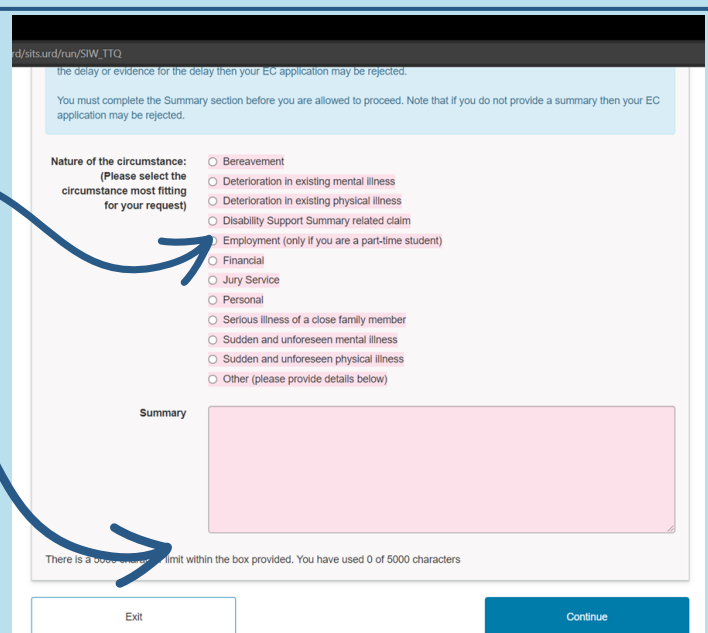 rd/sits.urd/run/SIW_TTQ
the delay or evidence for the delay then your EC application may be rejected.
You must complete the Summary section before you are allowed to proceed. Note that if you do not provide a summary then your EC
application may be rejected.
Nature of the circumstance:
(Please select the
circumstance most fitting
for your request)
Bereavement
Deterioration in existing mental illness
Deterioration in existing physical illness
Disability Support Summary related claim
Employment (only if you are a part-time student)
Financial
Jury Service
Personal
Serious illness of a close family member
Sudden and unforeseen mental illness
Sudden and unforeseen physical illness
Other (please provide details below)
Summary
There is a 5000 character limit within the box provided. You have used 0 of 5000 characters
Exit
Continue